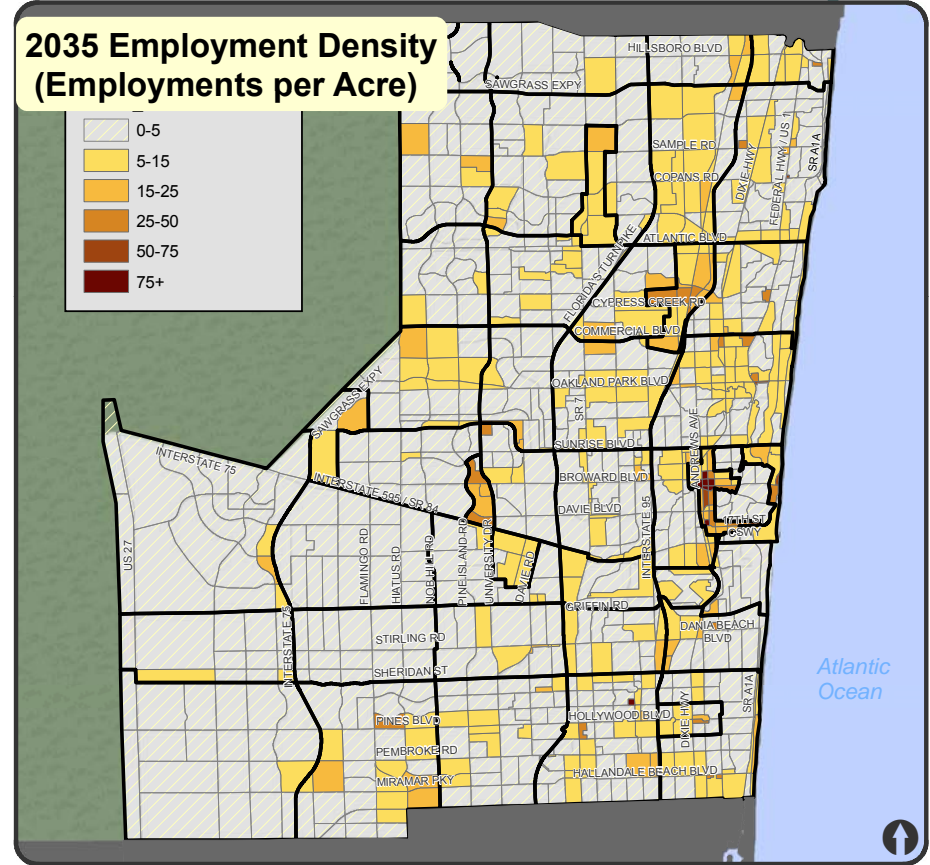 2035 Employment Density
(Employments per Acre)
0-5
5-15
15-25
25-50
50-75
75+
HILLSBORO BLVD
SAWGRASS EXPY
SAMPLE RD
COPANS RD
DIXIE HWY
FEDERAL HWY / US 1
SR A1A
ATLANTIC BLVD
FLORIDA'S TURNPIKE
CYPRESS CREEK RD
COMMERCIAL BLVD
OAKLAND PARK BLVD
SR 7
SAWGRASS EXPY
ANDREWS AVE
SUNRISE BLVD
INTERSTATE 75
BROWARD BLVD
INTERSTATE 595 / SR 84
DAVIE BLVD
INTERSTATE 95
17TH ST
CSWY
US 27
FLAMINGO RD
HIATUS RD
NOB HILL RD
PINE ISLAND RD
UNIVERSITY DR
DAVIE RD
GRIFFIN RD
DANIA BEACH
BLVD
INTERSTATE 75
STIRLING RD
SHERIDAN ST
Atlantic
Ocean
SR A1A
DIXIE HWY
PINES BLVD
HOLLYWOOD BLVD
PEMBROKE RD
MIRAMAR PKY
HALLANDALE BEACH BLVD